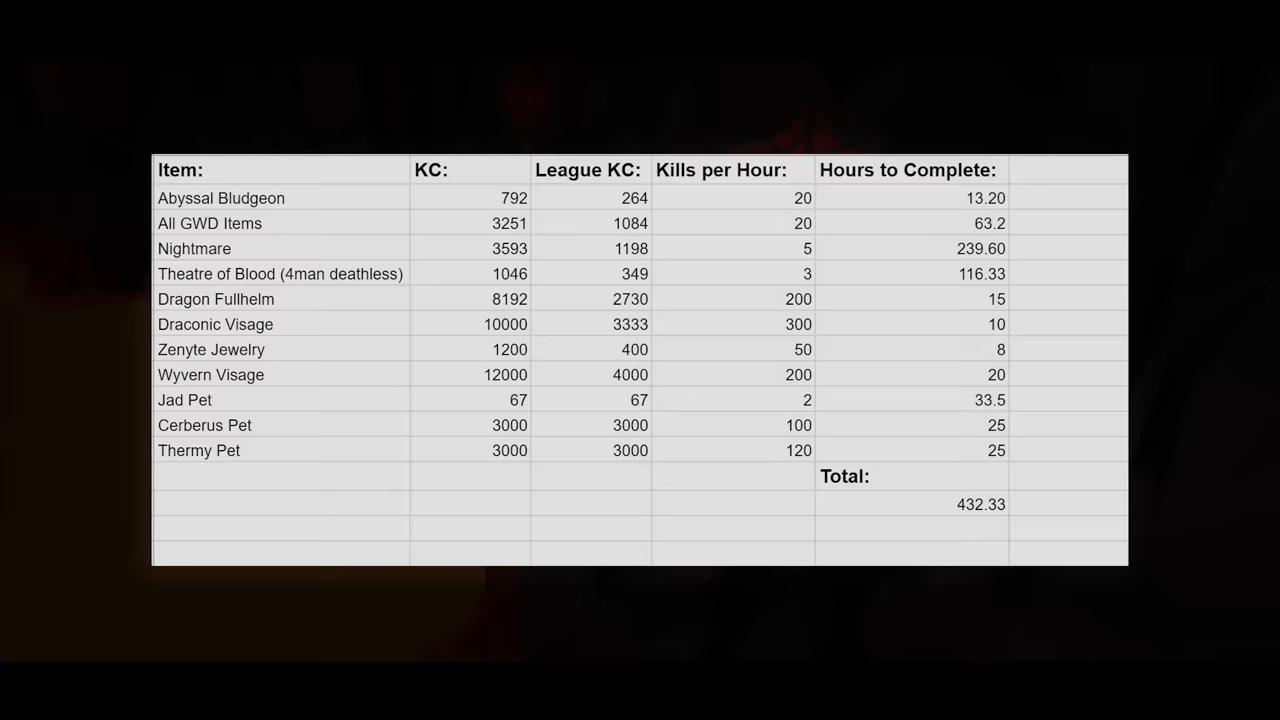 Item: KC: League KC: Kills per Hour: Hours to Complete:
Abyssal Bludgeon 792 264 20 13.20
All GWD Items 3251 1084 20 63.2
Nightmare 3593 1198 5 239.60
Theatre of Blood (4man deathless) 1046 349 3 116.33
Dragon Fullhelm 8192 2730 200 15
Draconic Visage 10000 3333 300 10
Zenyte Jewelry 1200 400 50 8
Wyvern Visage 12000 4000 200 20
Jad Pet 67 67 2 33.5
Cerberus Pet 3000 3000 100 25
Thermy Pet 3000 3000 120 25
Total:
432.33